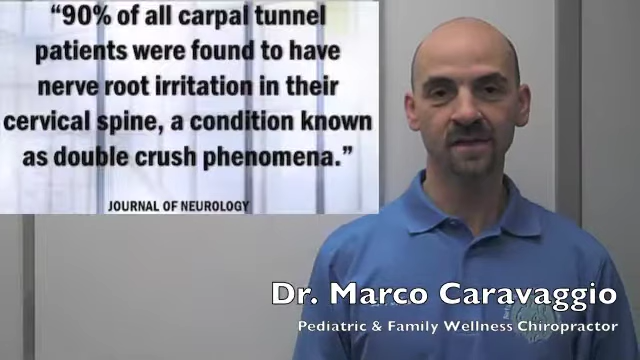 “90% of all carpal tunnel
patients were found to have
nerve root irritation in their
cervical spine, a condition known
as double crush phenomena.”
JOURNAL OF NEUROLOGY
Dr. Marco Caravaggio
Pediatric & Family Wellness Chiropractor